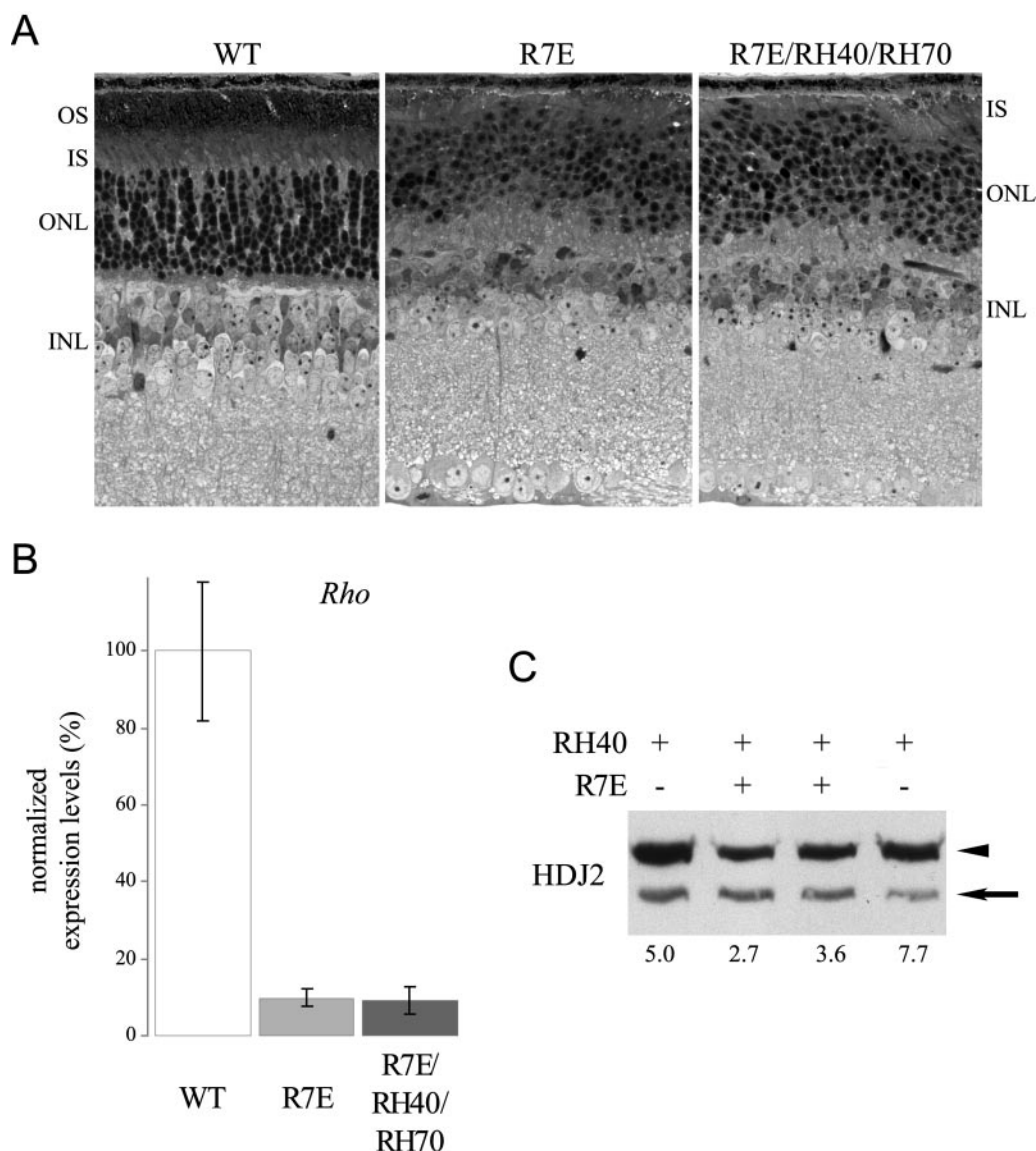 A
WT R7E R7E/RH40/RH70
OS
IS
ONL
INL
IS
ONL
INL
B
Rho
100
80
60
40
20
0
normalized
expression levels (%)
WT
R7E
R7E/
RH40/
RH70
C
RH40 + + + +
R7E - + + -
HDJ2
5.0 2.7 3.6 7.7